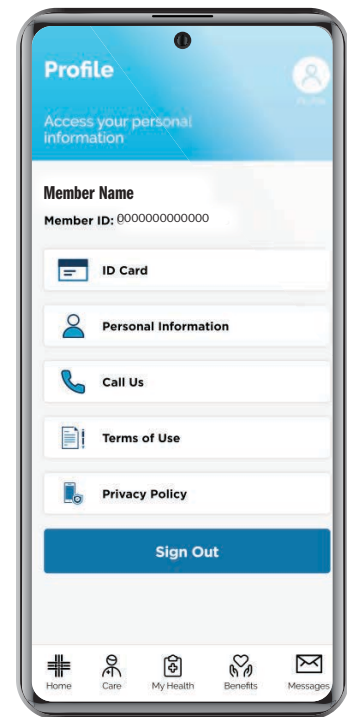 Profile
Access your personal
information
Member Name
Member ID: 0000000000000
ID Card
Personal Information
Call Us
Terms of Use
Privacy Policy
Sign Out
Home Care My Health Benefits Messages